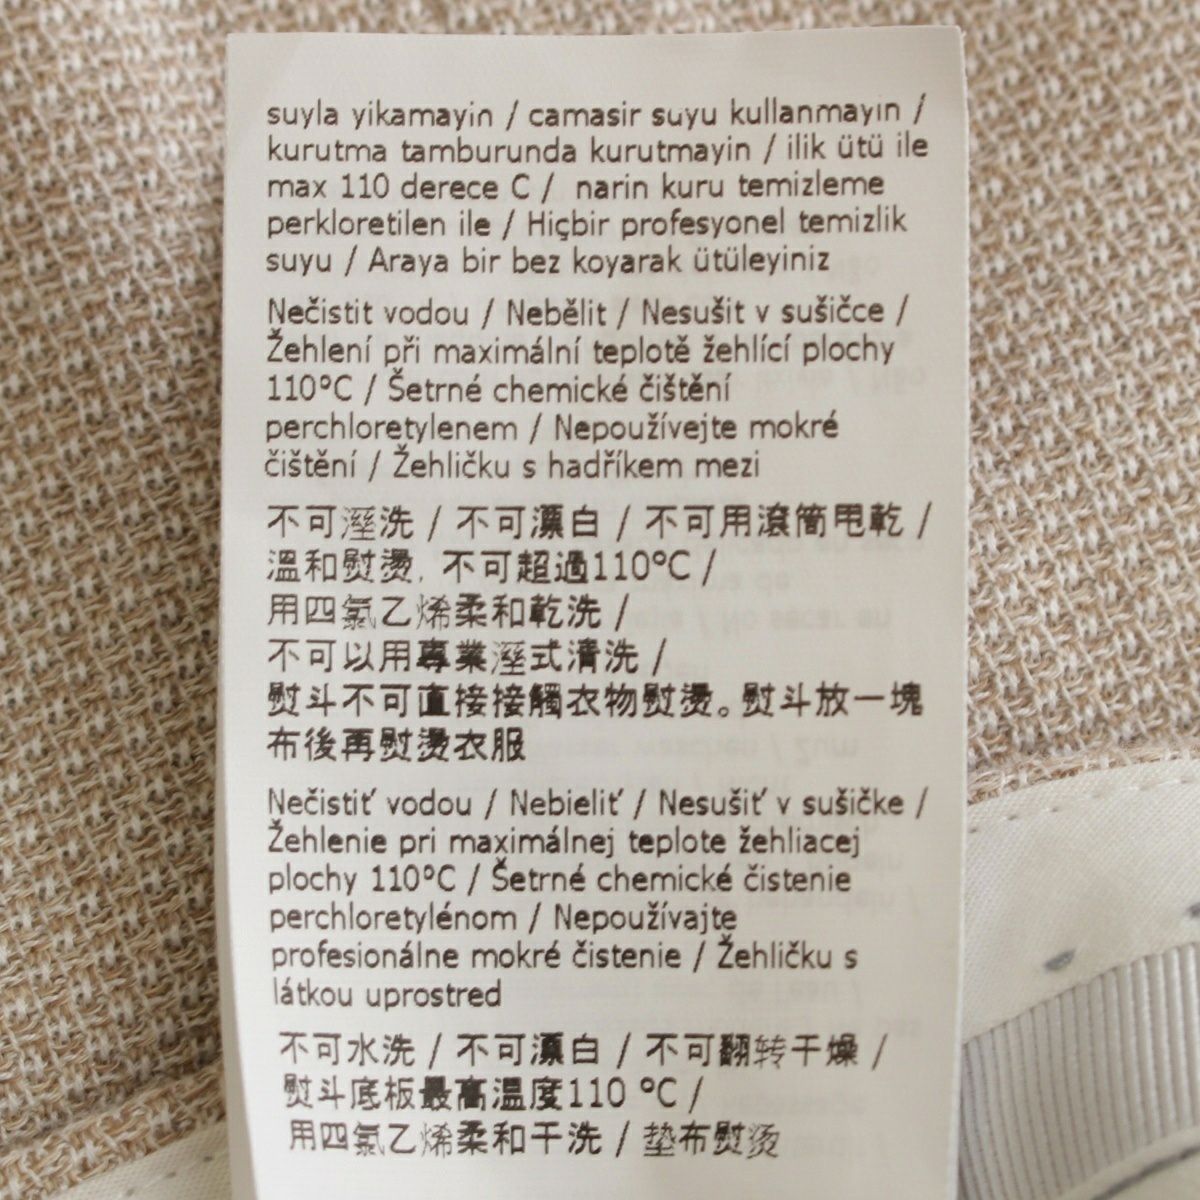 suyla yikamayin / camasir suyu kullanmayın /
kurutma tamburunda kurutmayin / ilik ütü ile
max 110 derece C / narin kuru temizleme
perkloretilen ile / Hiçbir profesyonel temizlik
suyu / Araya bir bez koyarak ütüleyiniz
Nečistit vodou / Nebělit / Nesušit v sušičce /
Žehlení při maximální teplotě žehlící plochy
110°C / Šetrné chemické čištění
perchloretylenem / Nepoužívejte mokré
čištění / Žehličku s hadříkem mezi
不可溼洗 / 不可漂白 / 不可用滾筒甩乾 /
溫和熨燙, 不可超過110°C /
用四氯乙烯柔和乾洗 /
不可以用專業溼式清洗 /
熨斗不可直接接觸衣物熨燙。熨斗放一塊
布後再熨燙衣服
Nečistiť vodou / Nebieliť / Nesušiť v sušičke /
Žehlenie pri maximálnej teplote žehliacej
plochy 110°C / Šetrné chemické čistenie
perchloretylénom / Nepoužívajte
profesionálne mokré čistenie / Žehličku s
látkou uprostred
不可水洗 / 不可漂白 / 不可翻转干燥 /
熨斗底板最高温度110 °C /
用四氯乙烯柔和干洗 / 垫布熨烫